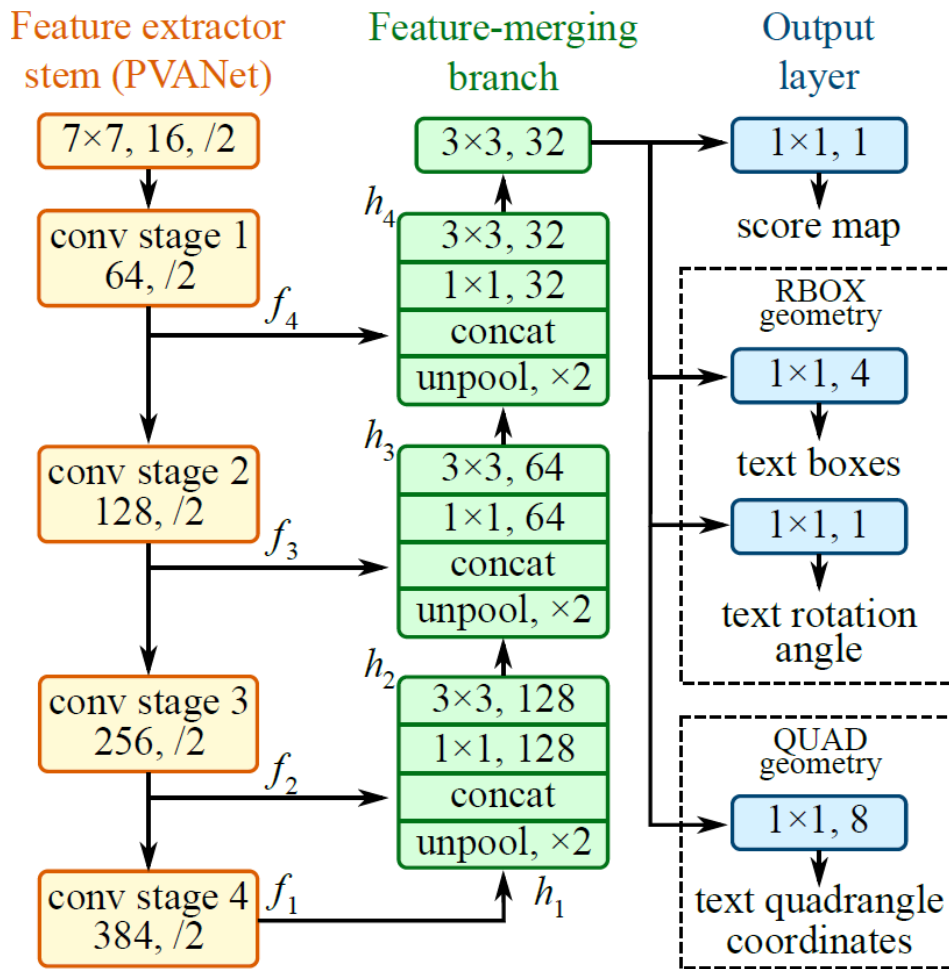 Feature extractor
stem (PVANet)
7×7, 16, /2
conv stage 1
64, /2
f4
conv stage 2
128, /2
f3
conv stage 3
256, /2
f2
conv stage 4
384, /2
f1
Feature-merging
branch
3×3, 32
h4
3×3, 32
1×1, 32
concat
unpool, ×2
h3
3×3, 64
1×1, 64
concat
unpool, ×2
h2
3×3, 128
1×1, 128
concat
unpool, ×2
h1
Output
layer
1×1, 1
score map
RBOX
geometry
1×1, 4
text boxes
1×1, 1
text rotation
angle
QUAD
geometry
1×1, 8
text quadrangle
coordinates